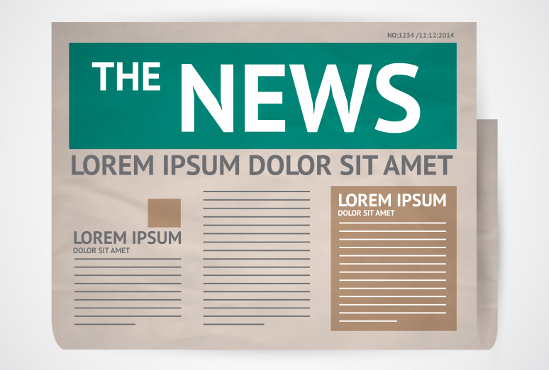 NO:1234 /11:12:2014
THE NEWS
LOREM IPSUM DOLOR SIT AMET
LOREM IPSUM
DOLOR SIT AMET
LOREM IPSUM
DOLOR SIT AMET